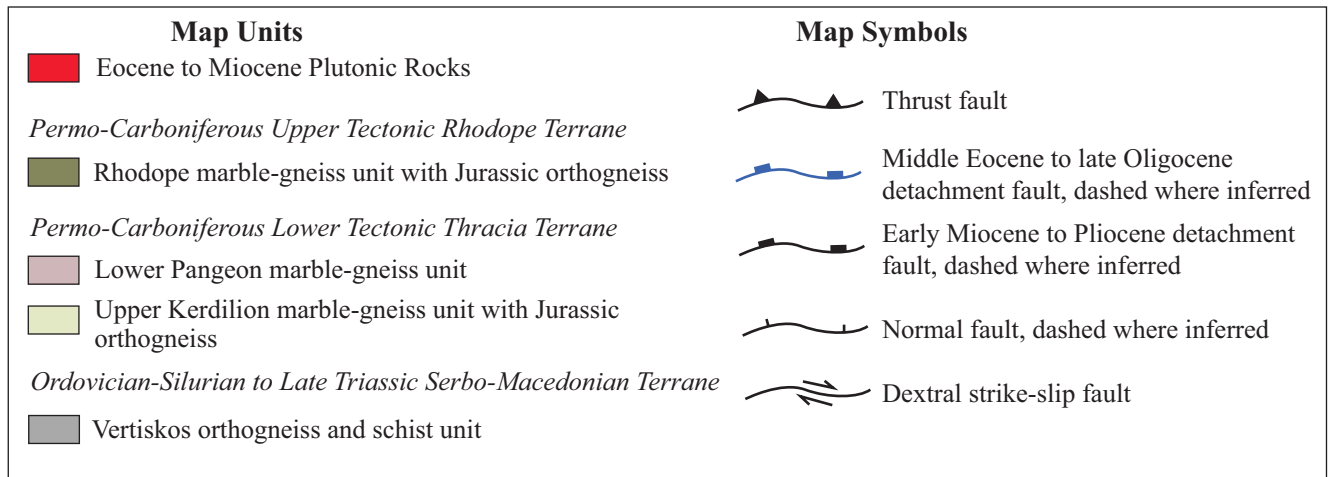 Map Units
Eocene to Miocene Plutonic Rocks
Permo-Carboniferous Upper Tectonic Rhodope Terrane
Rhodope marble-gneiss unit with Jurassic orthogneiss
Permo-Carboniferous Lower Tectonic Thracia Terrane
Lower Pangeon marble-gneiss unit
Upper Kerdilion marble-gneiss unit with Jurassic
orthogneiss
Ordovician-Silurian to Late Triassic Serbo-Macedonian Terrane
Vertiskos orthogneiss and schist unit
Map Symbols
Thrust fault
Middle Eocene to late Oligocene
detachment fault, dashed where inferred
Early Miocene to Pliocene detachment
fault, dashed where inferred
Normal fault, dashed where inferred
Dextral strike-slip fault